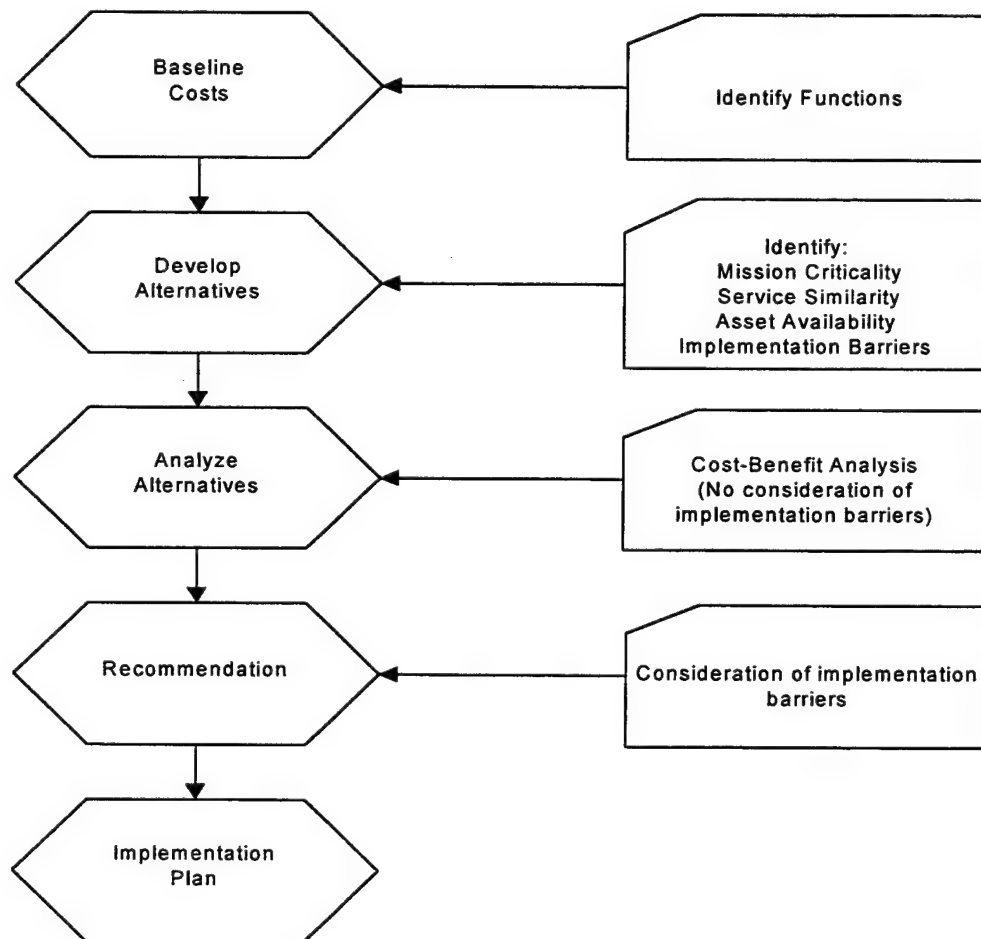 Baseline
Costs
Identify Functions
Develop
Alternatives
Identify:
Mission Criticality
Service Similarity
Asset Availability
Implementation Barriers
Analyze
Alternatives
Cost-Benefit Analysis
(No consideration of
implementation barriers)
Recommendation
Consideration of implementation
barriers
Implementation
Plan